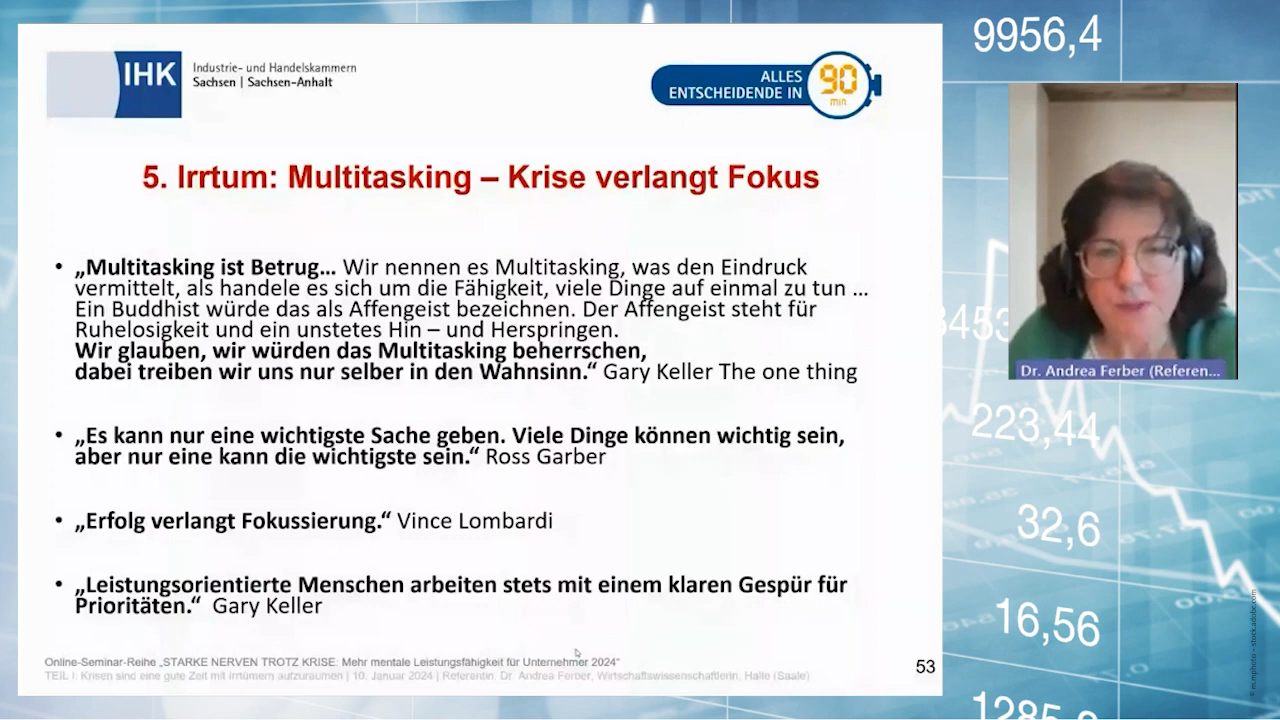 IHK
Industrie- und Handelskammern
Sachsen | Sachsen-Anhalt
ALLES
ENTSCHEIDENDE IN
90
min
5. Irrtum: Multitasking – Krise verlangt Fokus
• „Multitasking ist Betrug… Wir nennen es Multitasking, was den Eindruck
vermittelt, als handele es sich um die Fähigkeit, viele Dinge auf einmal zu tun …
Ein Buddhist würde das als Affengeist bezeichnen. Der Affengeist steht für
Ruhelosigkeit und ein unstetes Hin – und Herspringen.
Wir glauben, wir würden das Multitasking beherrschen,
dabei treiben wir uns nur selber in den Wahnsinn.“ Gary Keller The one thing
• „Es kann nur eine wichtigste Sache geben. Viele Dinge können wichtig sein,
aber nur eine kann die wichtigste sein.“ Ross Garber
• „Erfolg verlangt Fokussierung.“ Vince Lombardi
• „Leistungsorientierte Menschen arbeiten stets mit einem klaren Gespür für
Prioritäten.“ Gary Keller
Online-Seminar-Reihe „STARKE NERVEN TROTZ KRISE: Mehr mentale Leistungsfähigkeit für Unternehmer 2024“
TEIL I: Krisen sind eine gute Zeit mit Irrtümern aufzuräumen | 10. Januar 2024 | Referentin: Dr. Andrea Ferber, Wirtschaftswissenschaftlerin, Halle (Saale)
53
9956,4
Dr. Andrea Ferber (Referen...
223,44
32,6
16,56
© m.mphoto - stock.adobe.com